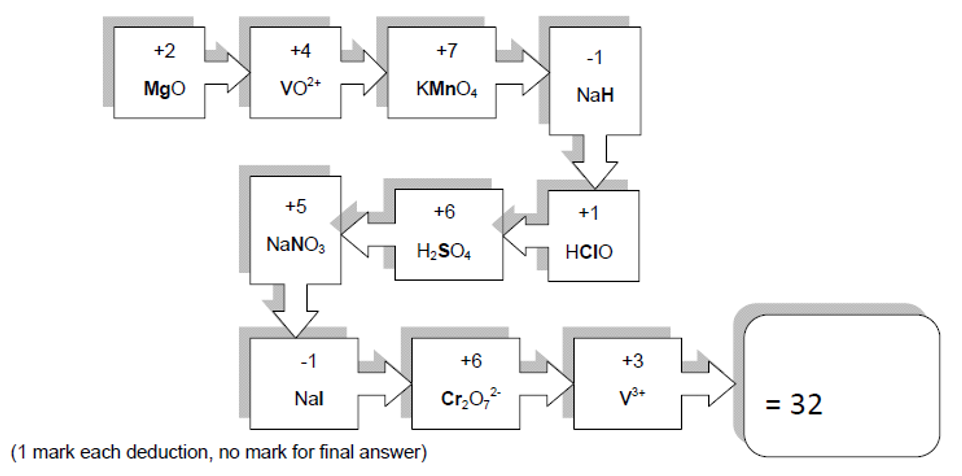 +2
MgO
+4
VO²⁺
+7
KMnO₄
-1
NaH
+1
HClO
+6
H₂SO₄
+5
NaNO₃
-1
NaI
+6
Cr₂O₇²⁻
+3
V³⁺
= 32
(1 mark each deduction, no mark for final answer)